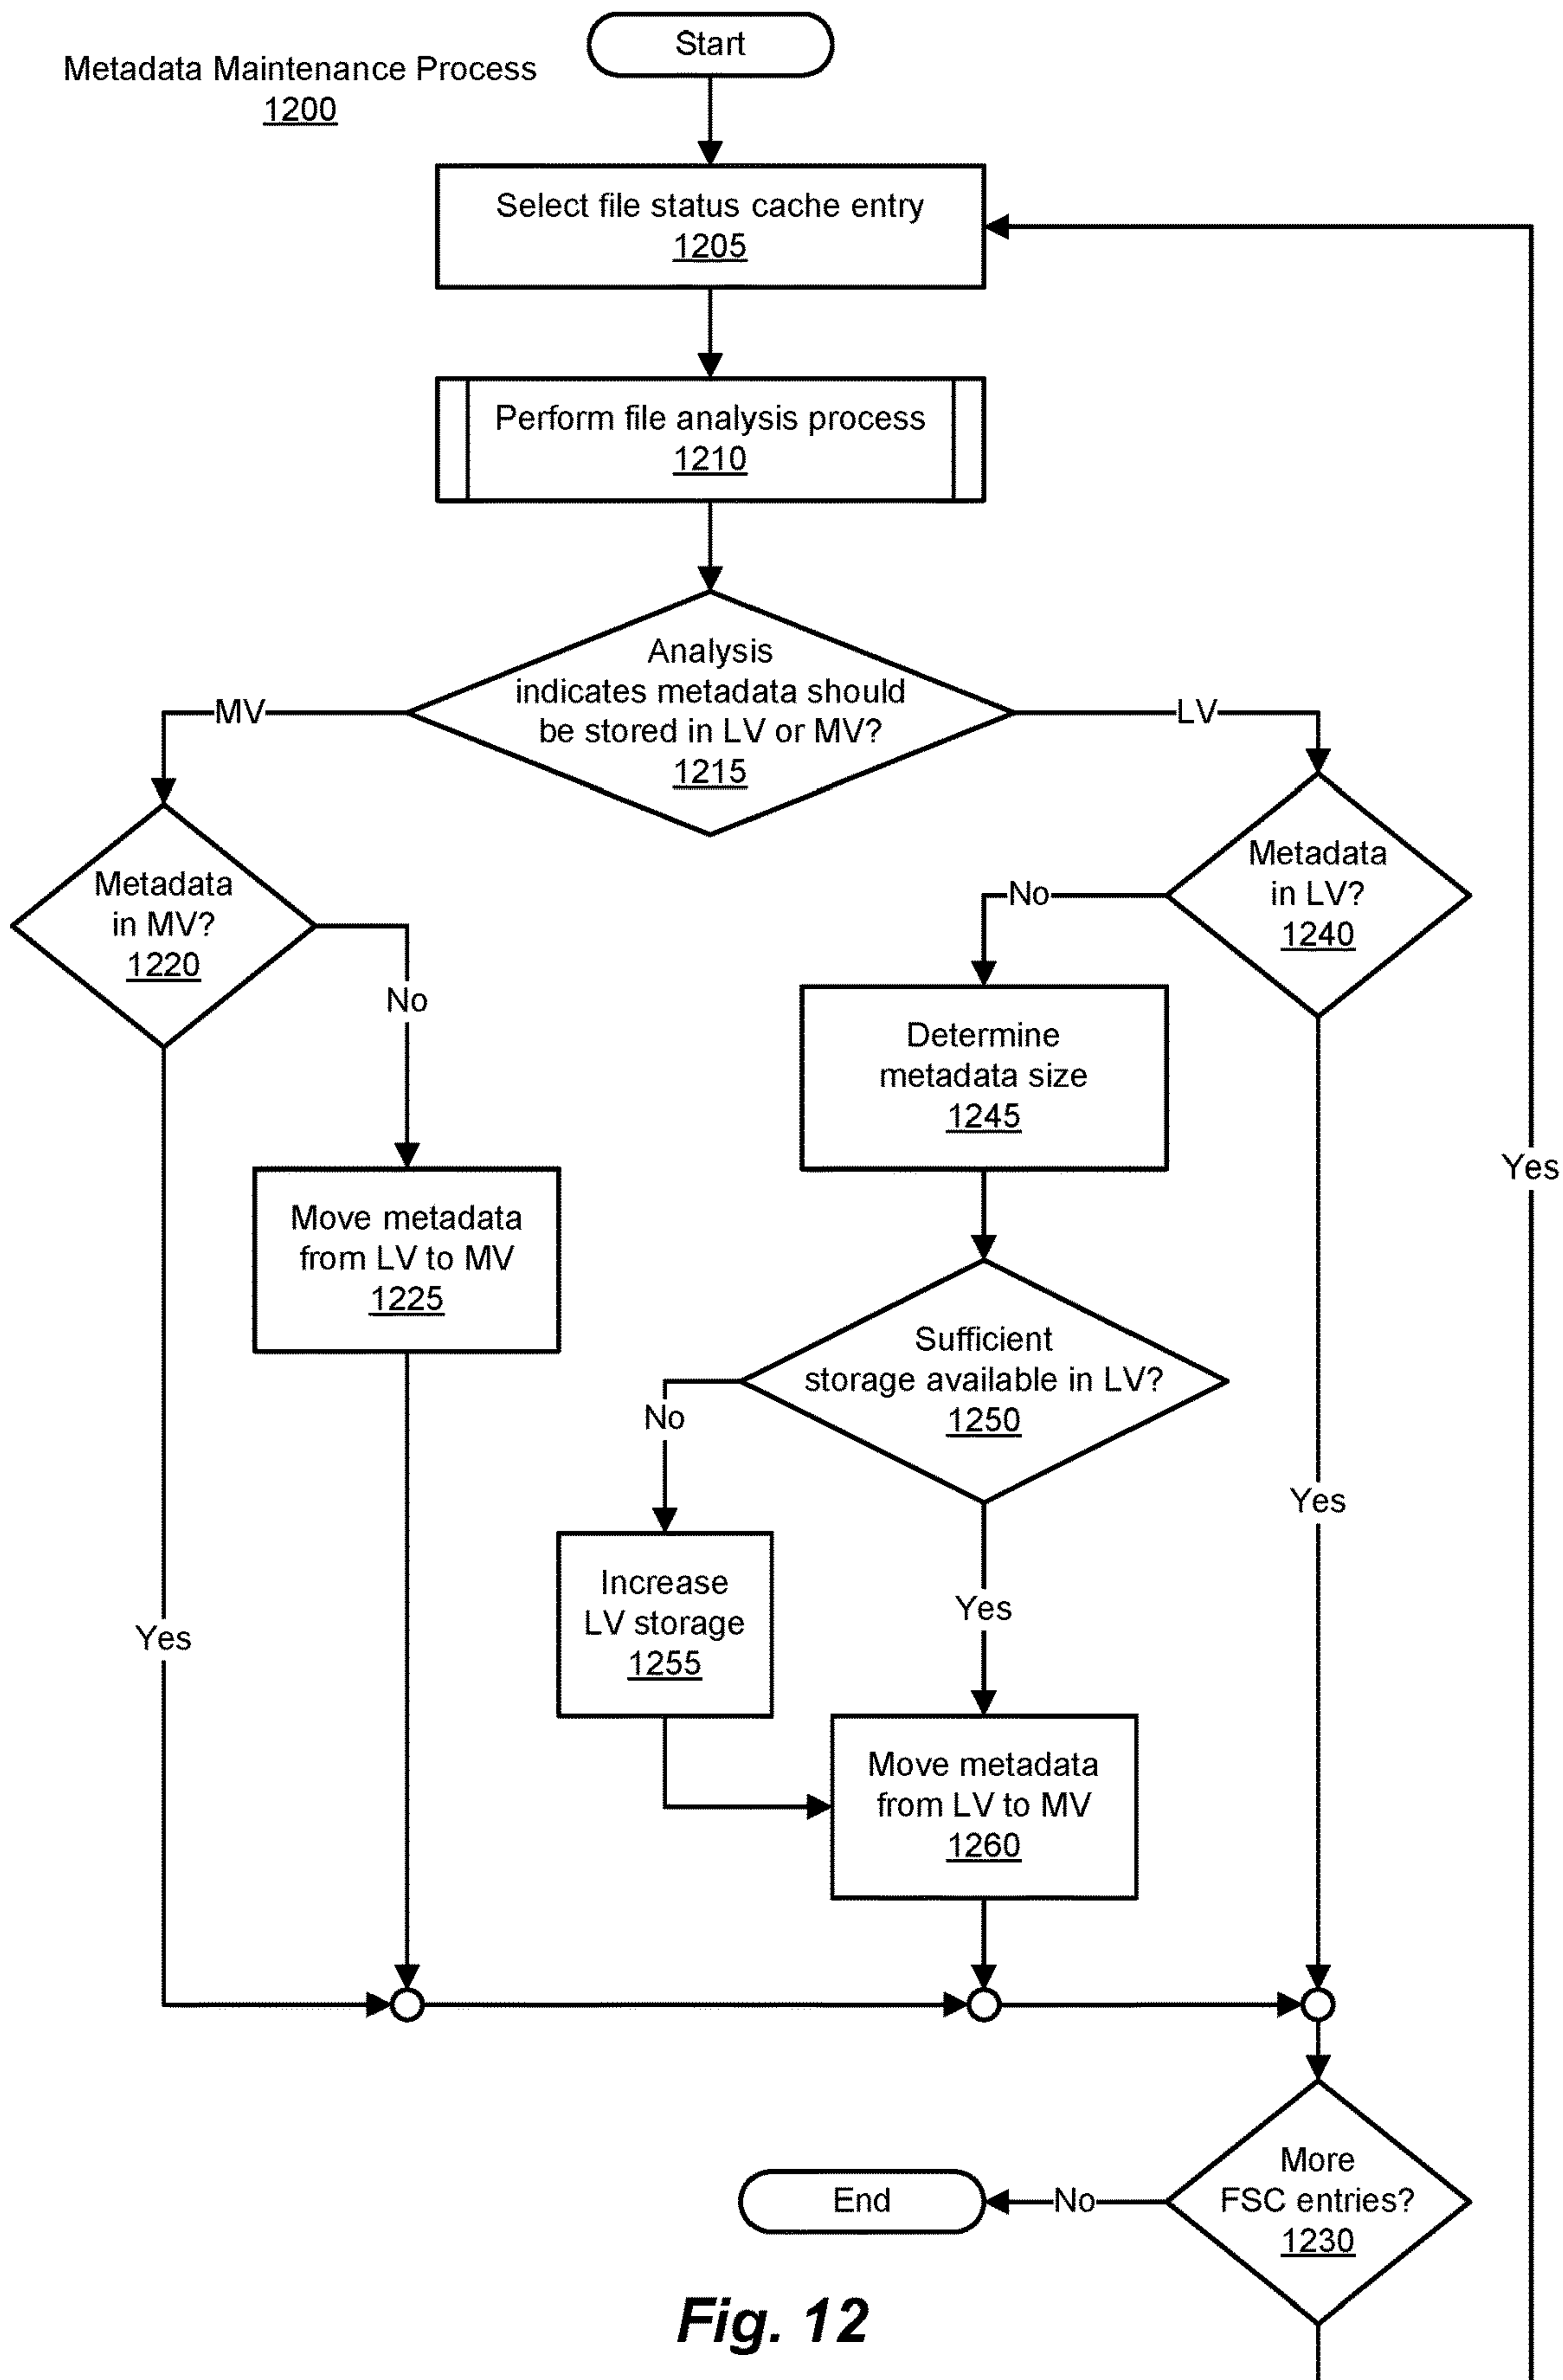 Start
Metadata Maintenance Process
1200
Select file status cache entry
1205
Perform file analysis process
1210
Analysis
indicates metadata should
be stored in LV or MV?
1215
MV
LV
Metadata
in MV?
1220
No
Yes
Move metadata
from LV to MV
1225
Metadata
in LV?
1240
No
Yes
Determine
metadata size
1245
Sufficient
storage available in LV?
1250
No
Yes
Increase
LV storage
1255
Move metadata
from LV to MV
1260
More
FSC entries?
1230
No
Yes
End
Fig. 12